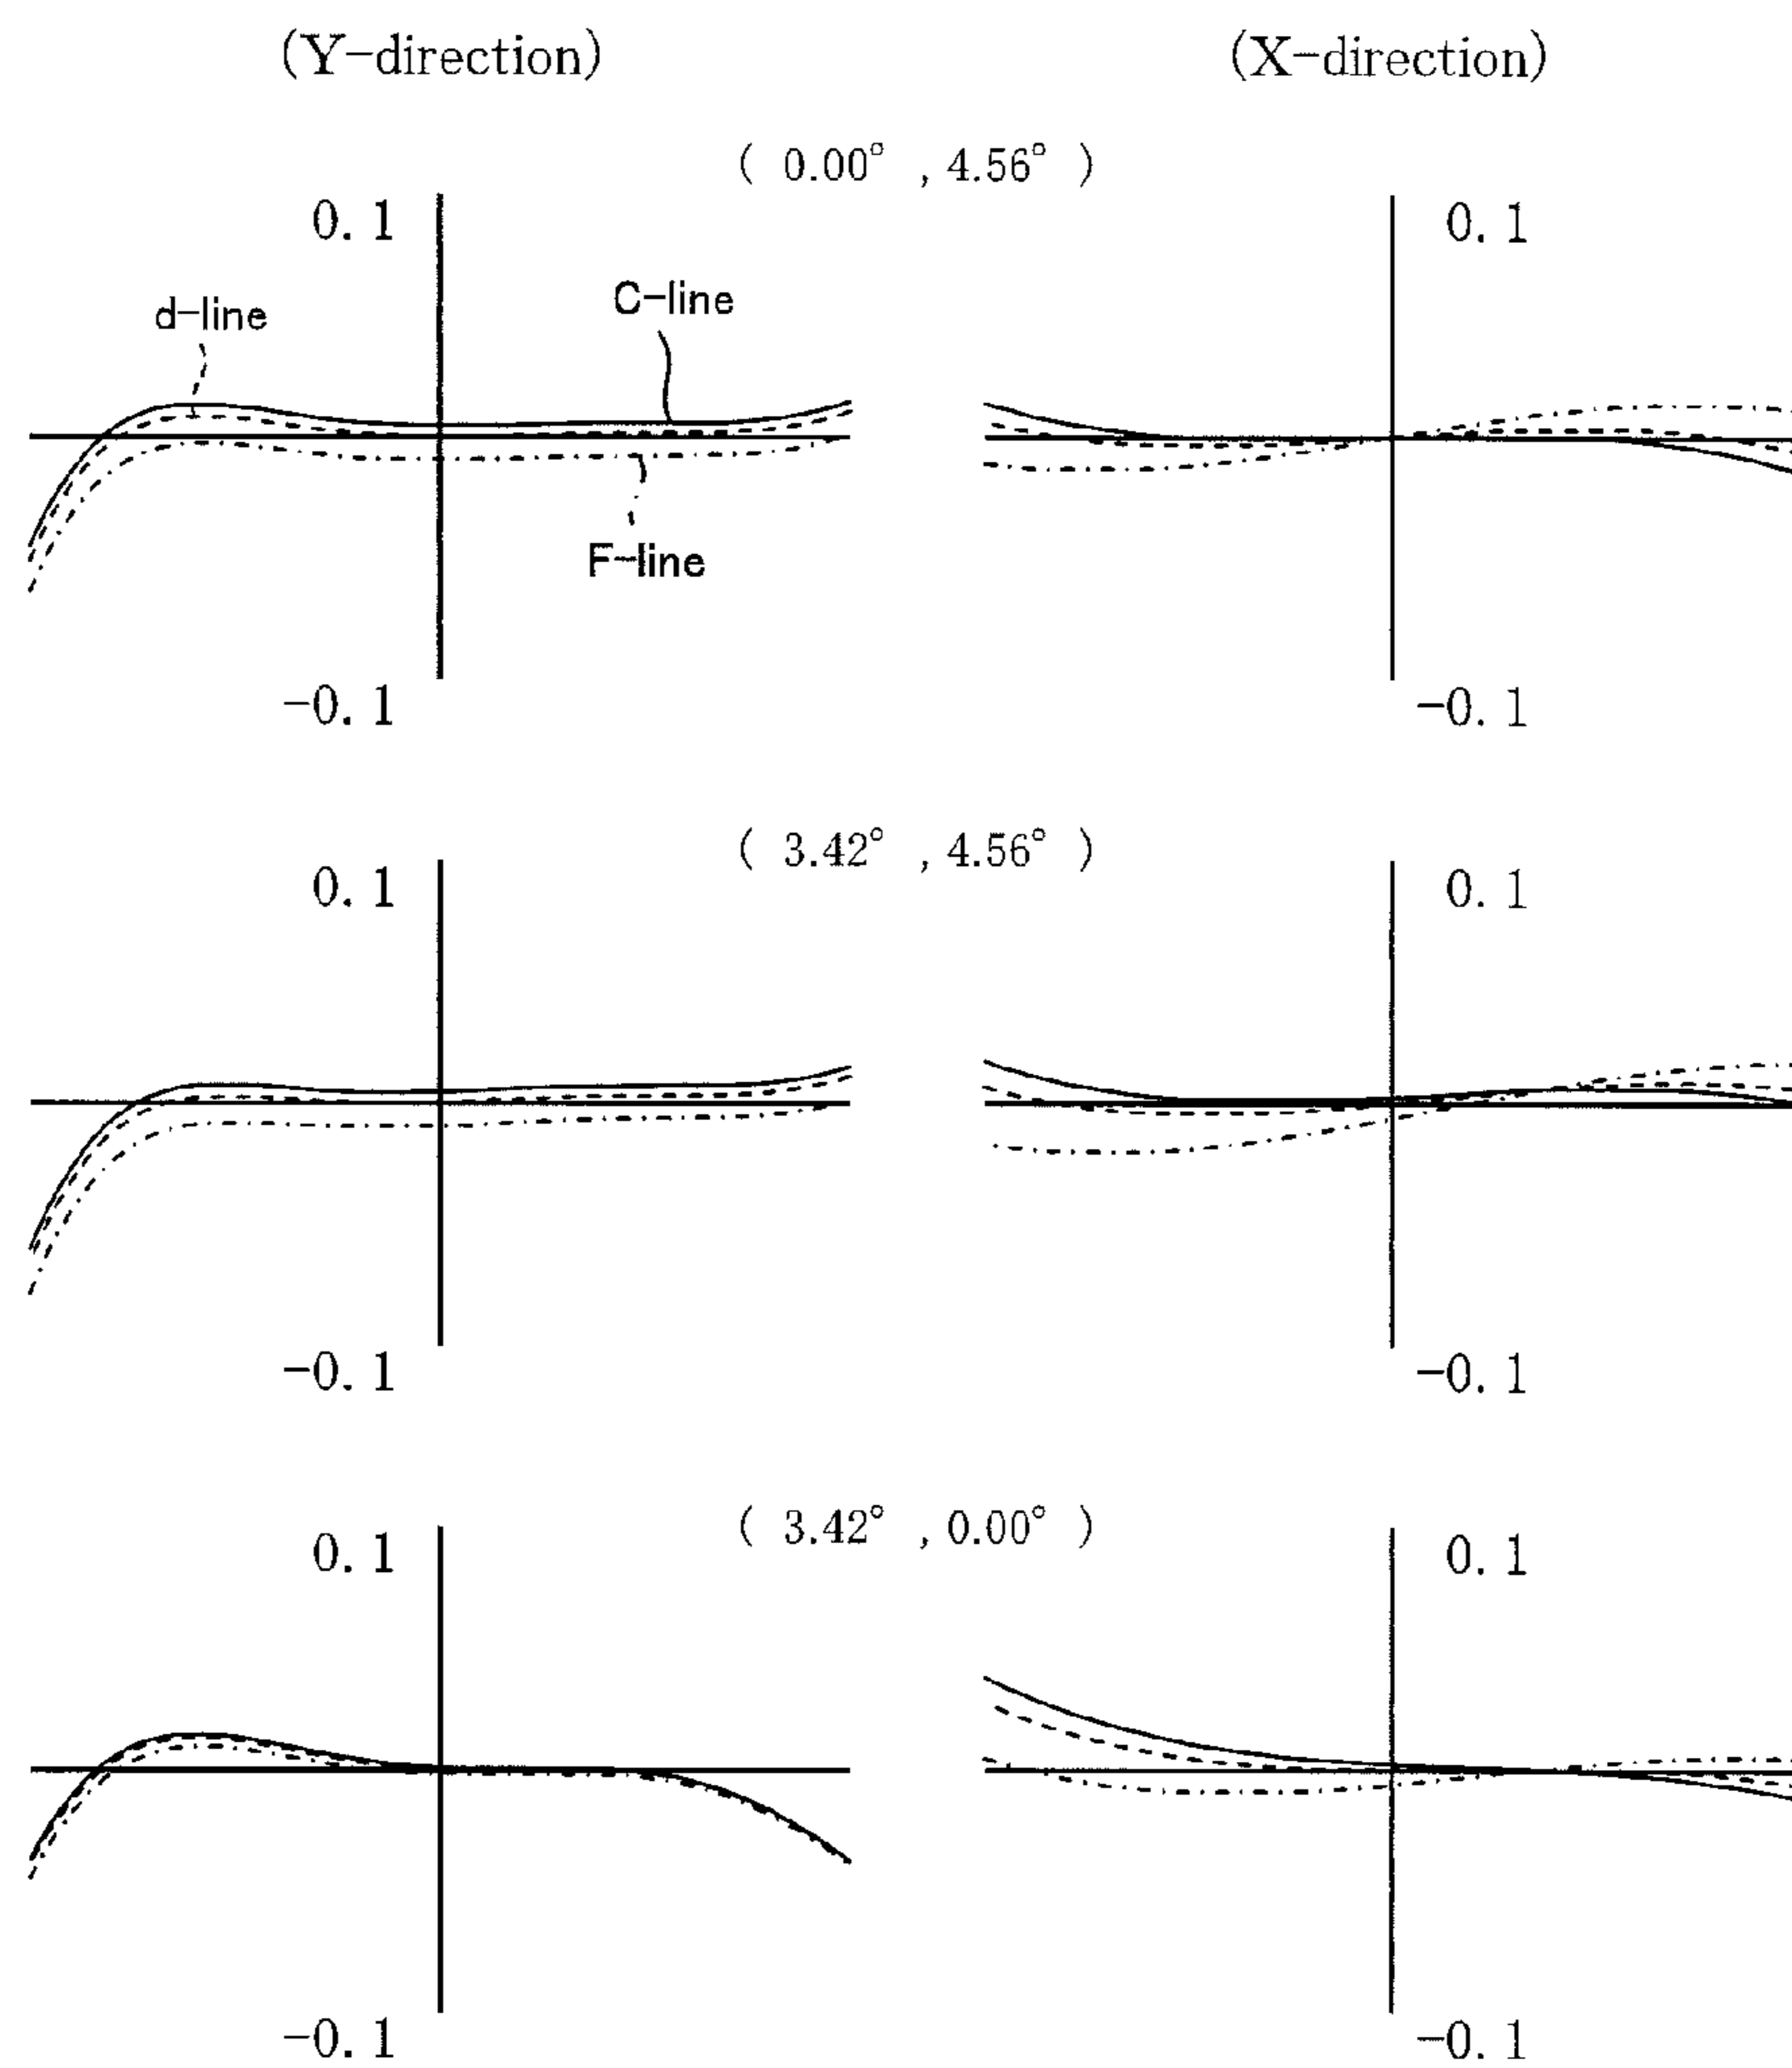 (Y-direction) (X-direction)
( 0.00° , 4.56° )
0.1 0.1
d-line C-line
F-line
-0.1 -0.1
( 3.42° , 4.56° )
0.1 0.1
-0.1 -0.1
( 3.42° , 0.00° )
0.1 0.1
-0.1 -0.1